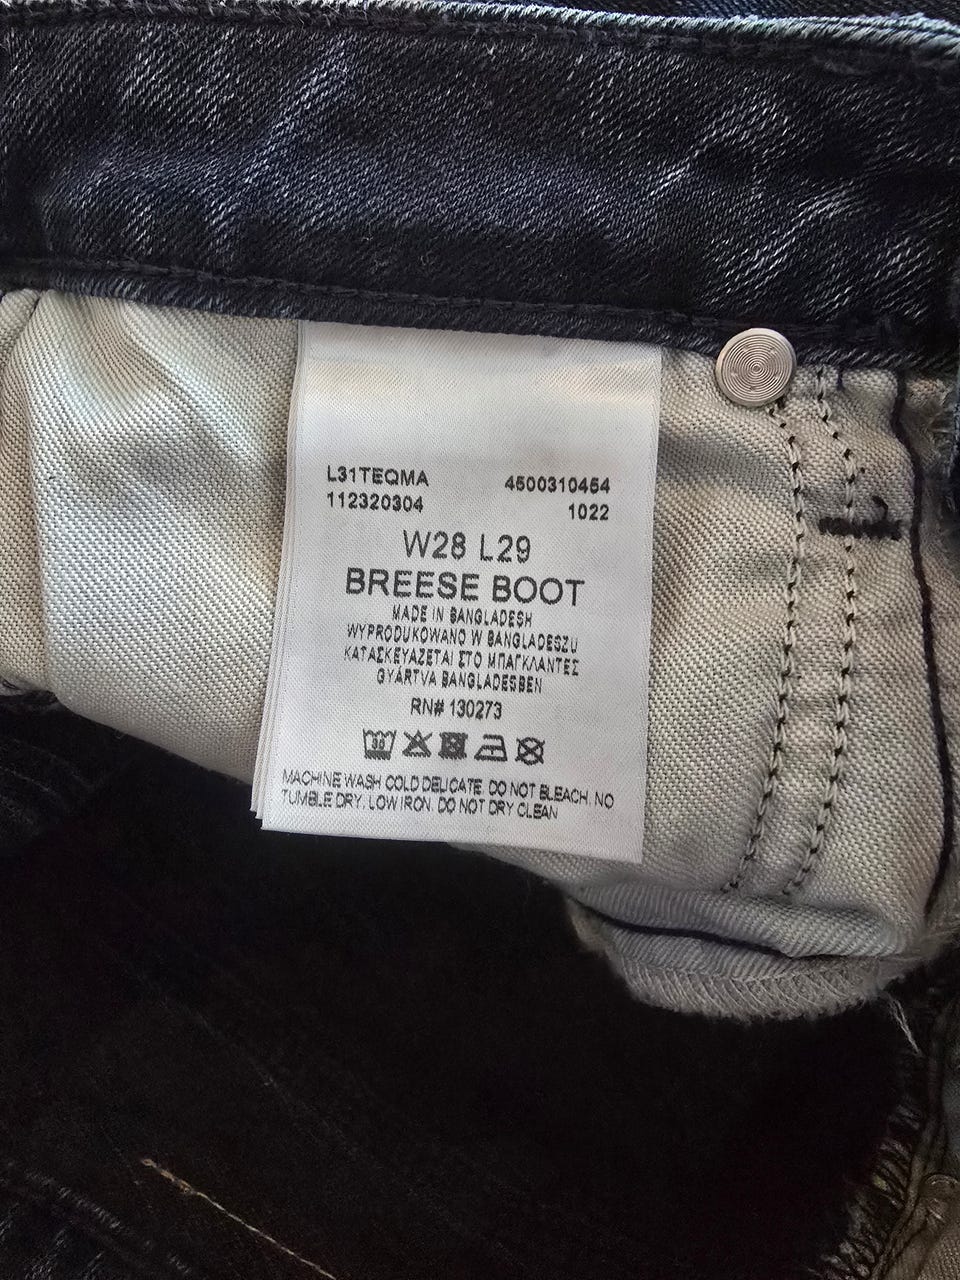 L31TEQMA 4500310454
112320304 1022
W28 L29
BREESE BOOT
MADE IN BANGLADESH
WYPRODUKOWANO W BANGLADESZU
ΚΑΤΑΣΚΕΥΑΖΕΤΑΙ ΣΤΟ ΜΠΑΓΚΛΑΝΤΕΣ
GYÁRTVA BANGLADESBEN
RN# 130273
30
MACHINE WASH COLD DELICATE. DO NOT BLEACH. NO
TUMBLE DRY. LOW IRON. DO NOT DRY CLEAN